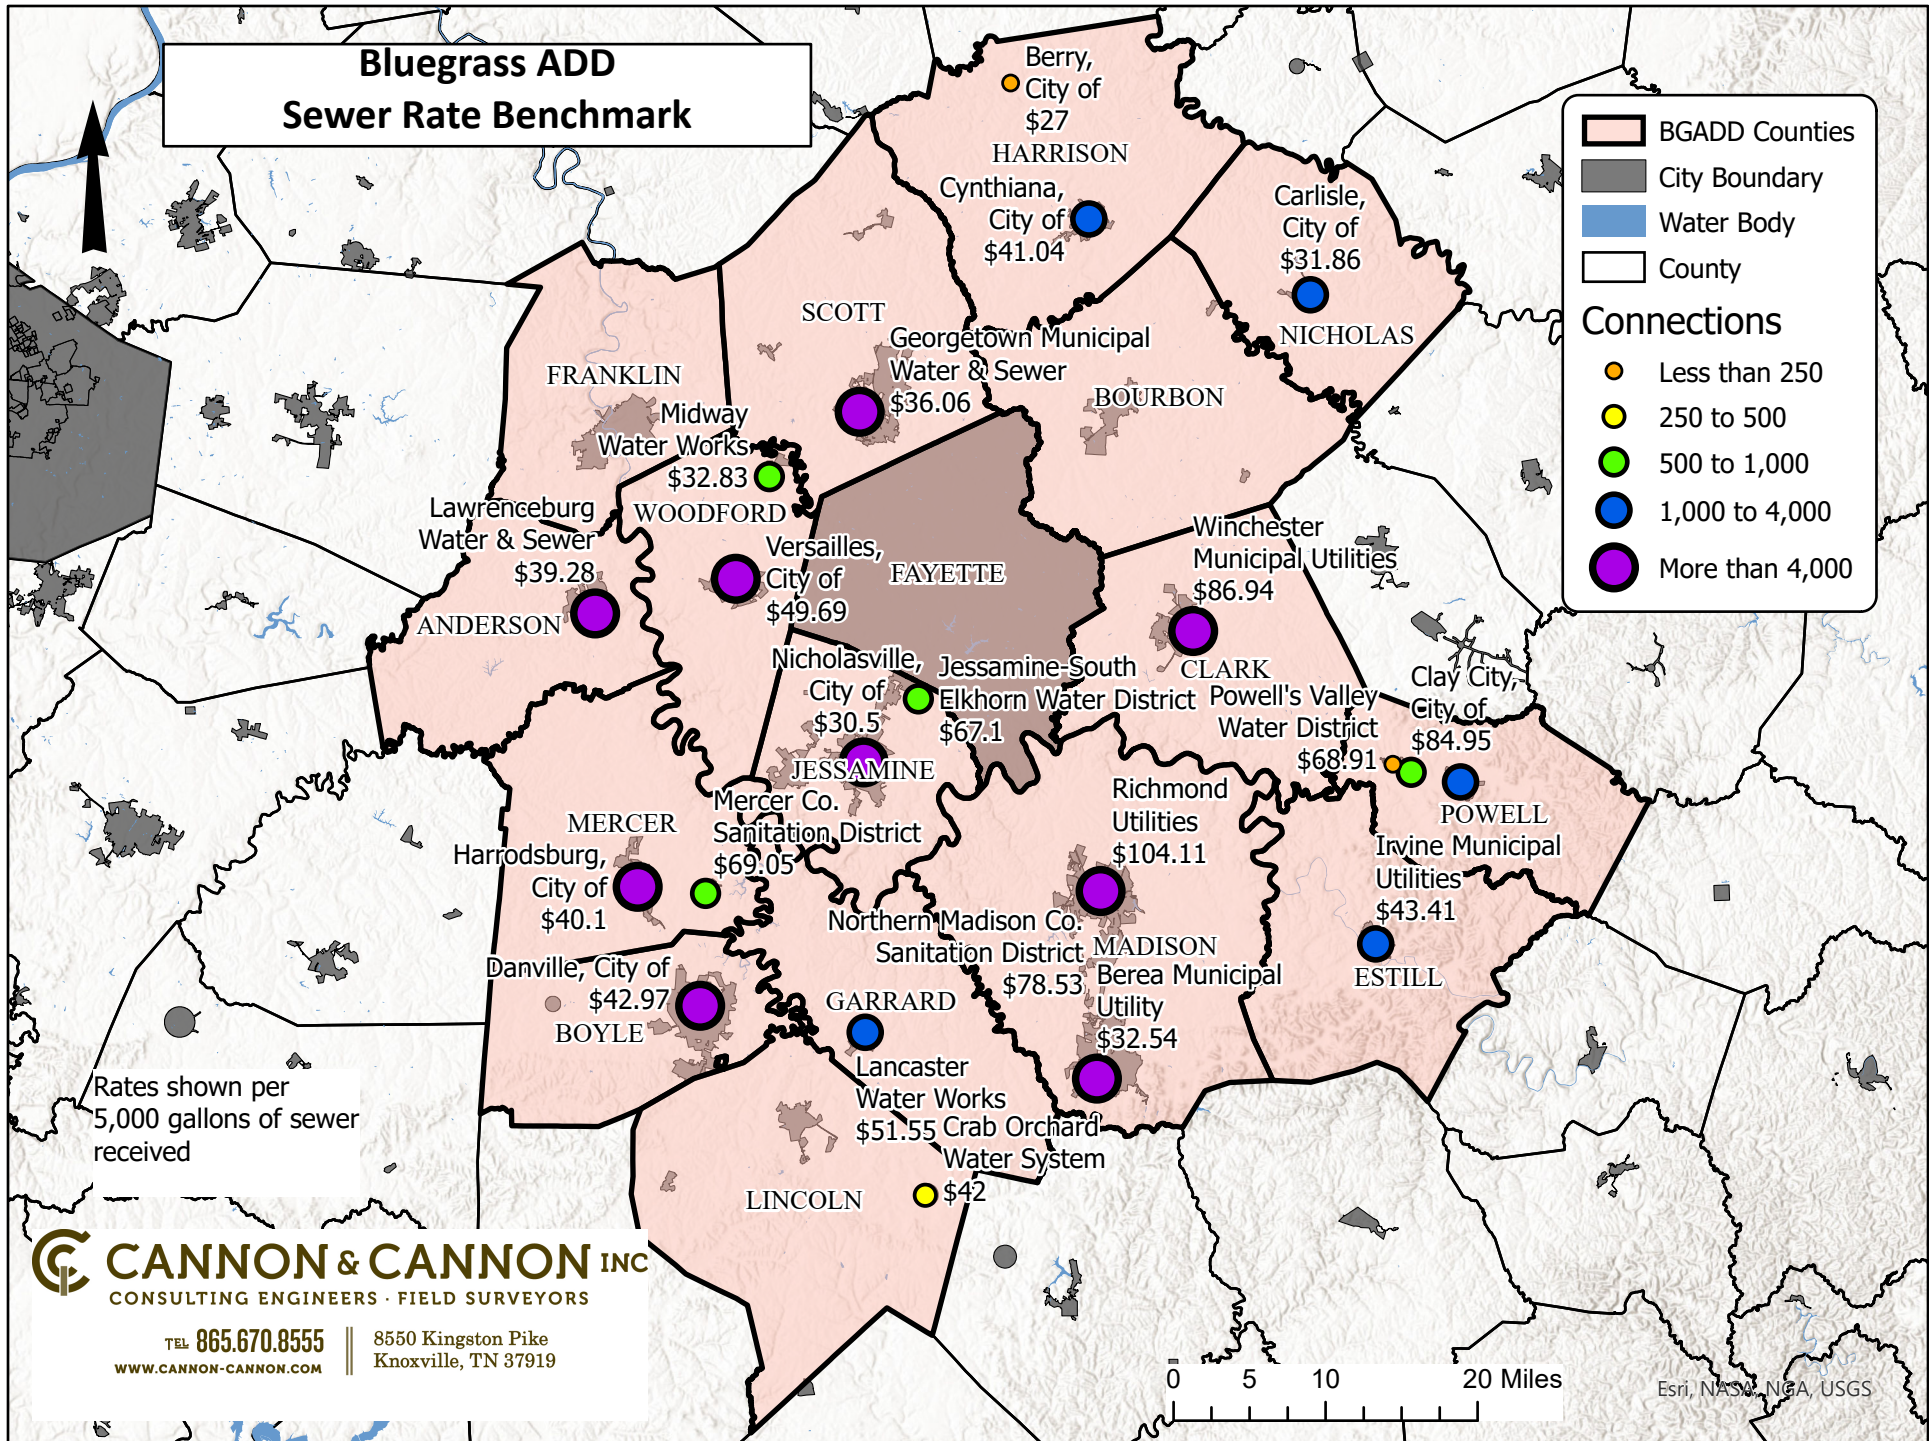 Bluegrass ADD
Sewer Rate Benchmark
Berry,
City of
$27
HARRISON
Cynthiana,
City of
$41.04
Carlisle,
City of
$31.86
NICHOLAS
BGADD Counties
City Boundary
Water Body
County
Connections
Less than 250
250 to 500
500 to 1,000
1,000 to 4,000
More than 4,000
SCOTT
Georgetown Municipal
Water & Sewer
$36.06
FRANKLIN
BOURBON
Midway
Water Works
$32.83
WOODFORD
Lawrenceburg
Water & Sewer
$39.28
ANDERSON
Versailles,
City of
$49.69
FAYETTE
Winchester
Municipal Utilities
$86.94
CLARK
Nicholasville,
City of
$30.5
JESSAMINE
Jessamine-South
Elkhorn Water District
$67.1
Powell's Valley
Water District
$68.91
Clay City,
City of
$84.95
POWELL
MERCER
Mercer Co.
Sanitation District
$69.05
Harrodsburg,
City of
$40.1
Richmond
Utilities
$104.11
Irvine Municipal
Utilities
$43.41
ESTILL
Northern Madison Co.
Sanitation District
$78.53
MADISON
Berea Municipal
Utility
$32.54
Danville, City of
$42.97
BOYLE
GARRARD
Lancaster
Water Works
$51.55
Crab Orchard
Water System
$42
LINCOLN
Rates shown per
5,000 gallons of sewer
received
CANNON & CANNON INC
CONSULTING ENGINEERS · FIELD SURVEYORS
TEL 865.670.8555
WWW.CANNON-CANNON.COM
8550 Kingston Pike
Knoxville, TN 37919
0 5 10 20 Miles
Esri, NASA, NGA, USGS